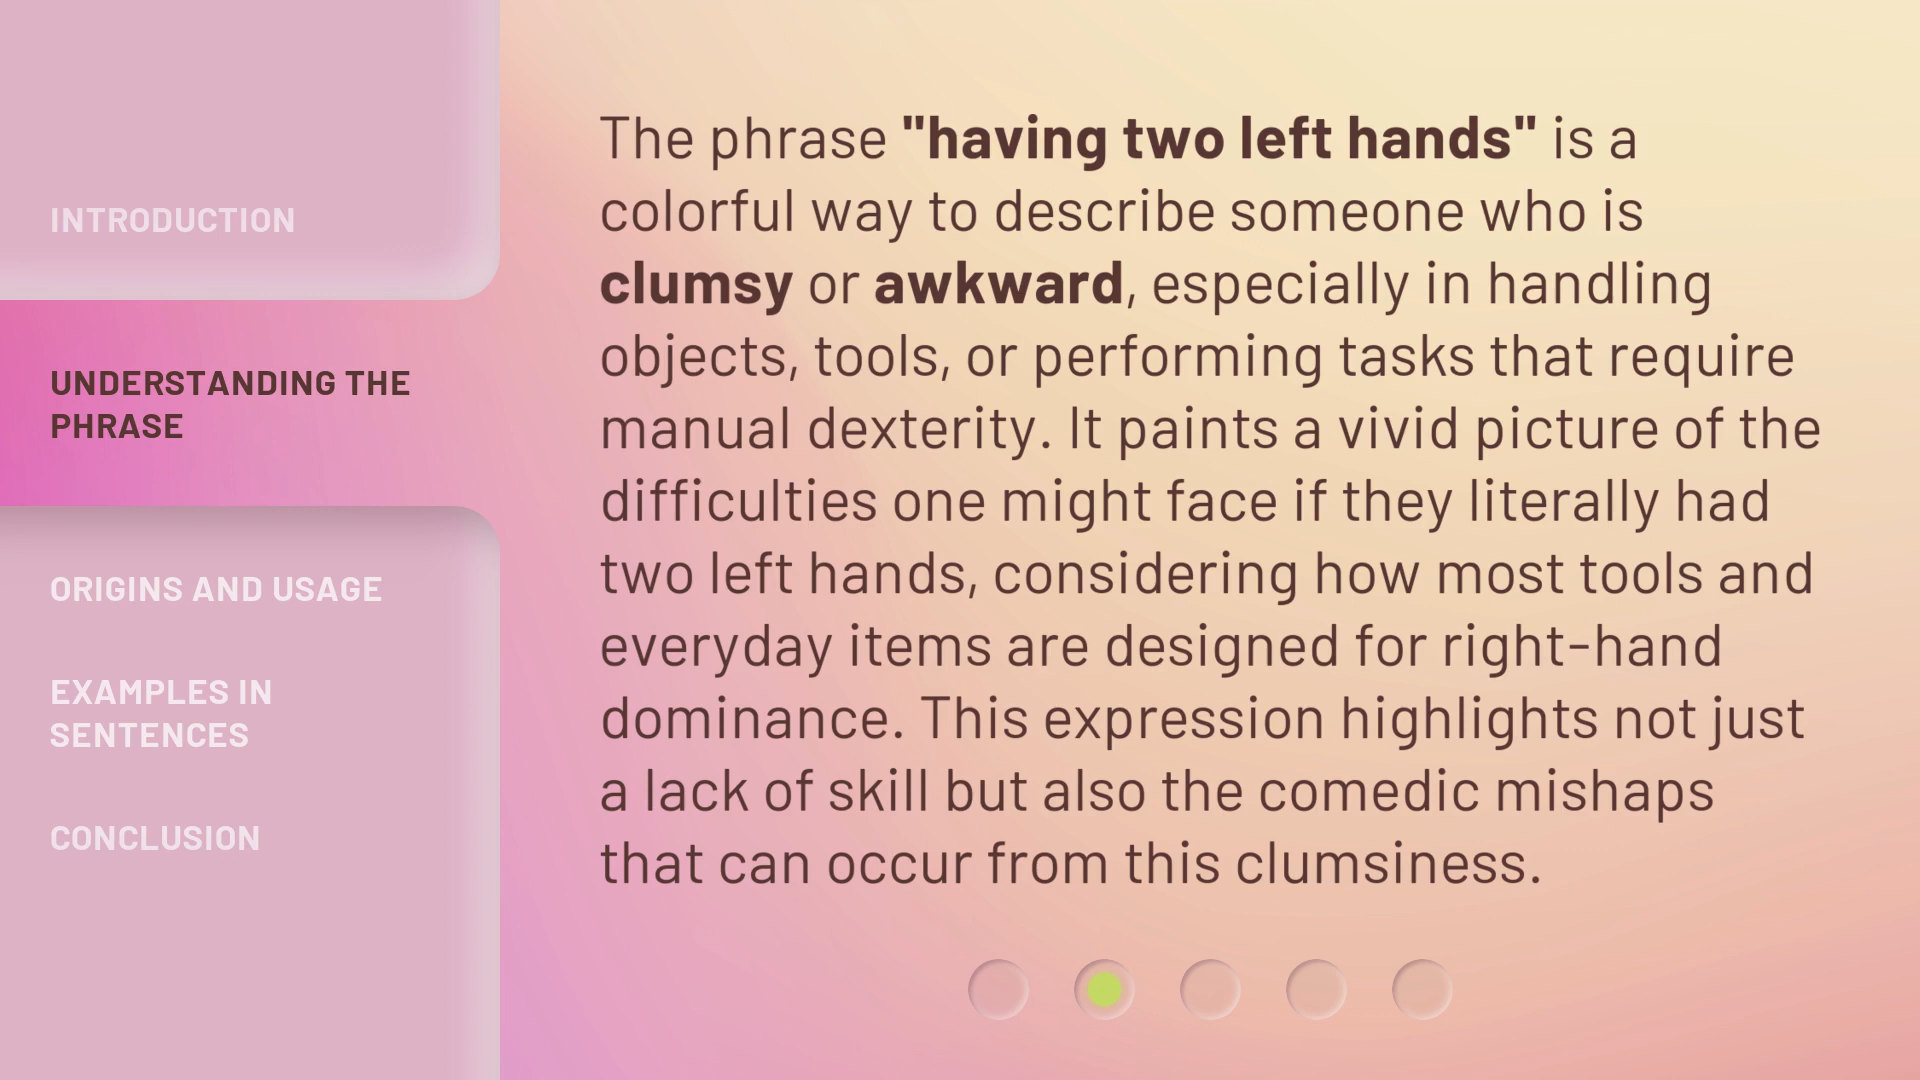 INTRODUCTION
UNDERSTANDING THE
PHRASE
ORIGINS AND USAGE
EXAMPLES IN
SENTENCES
CONCLUSION
The phrase "having two left hands" is a
colorful way to describe someone who is
clumsy or awkward, especially in handling
objects, tools, or performing tasks that require
manual dexterity. It paints a vivid picture of the
difficulties one might face if they literally had
two left hands, considering how most tools and
everyday items are designed for right-hand
dominance. This expression highlights not just
a lack of skill but also the comedic mishaps
that can occur from this clumsiness.